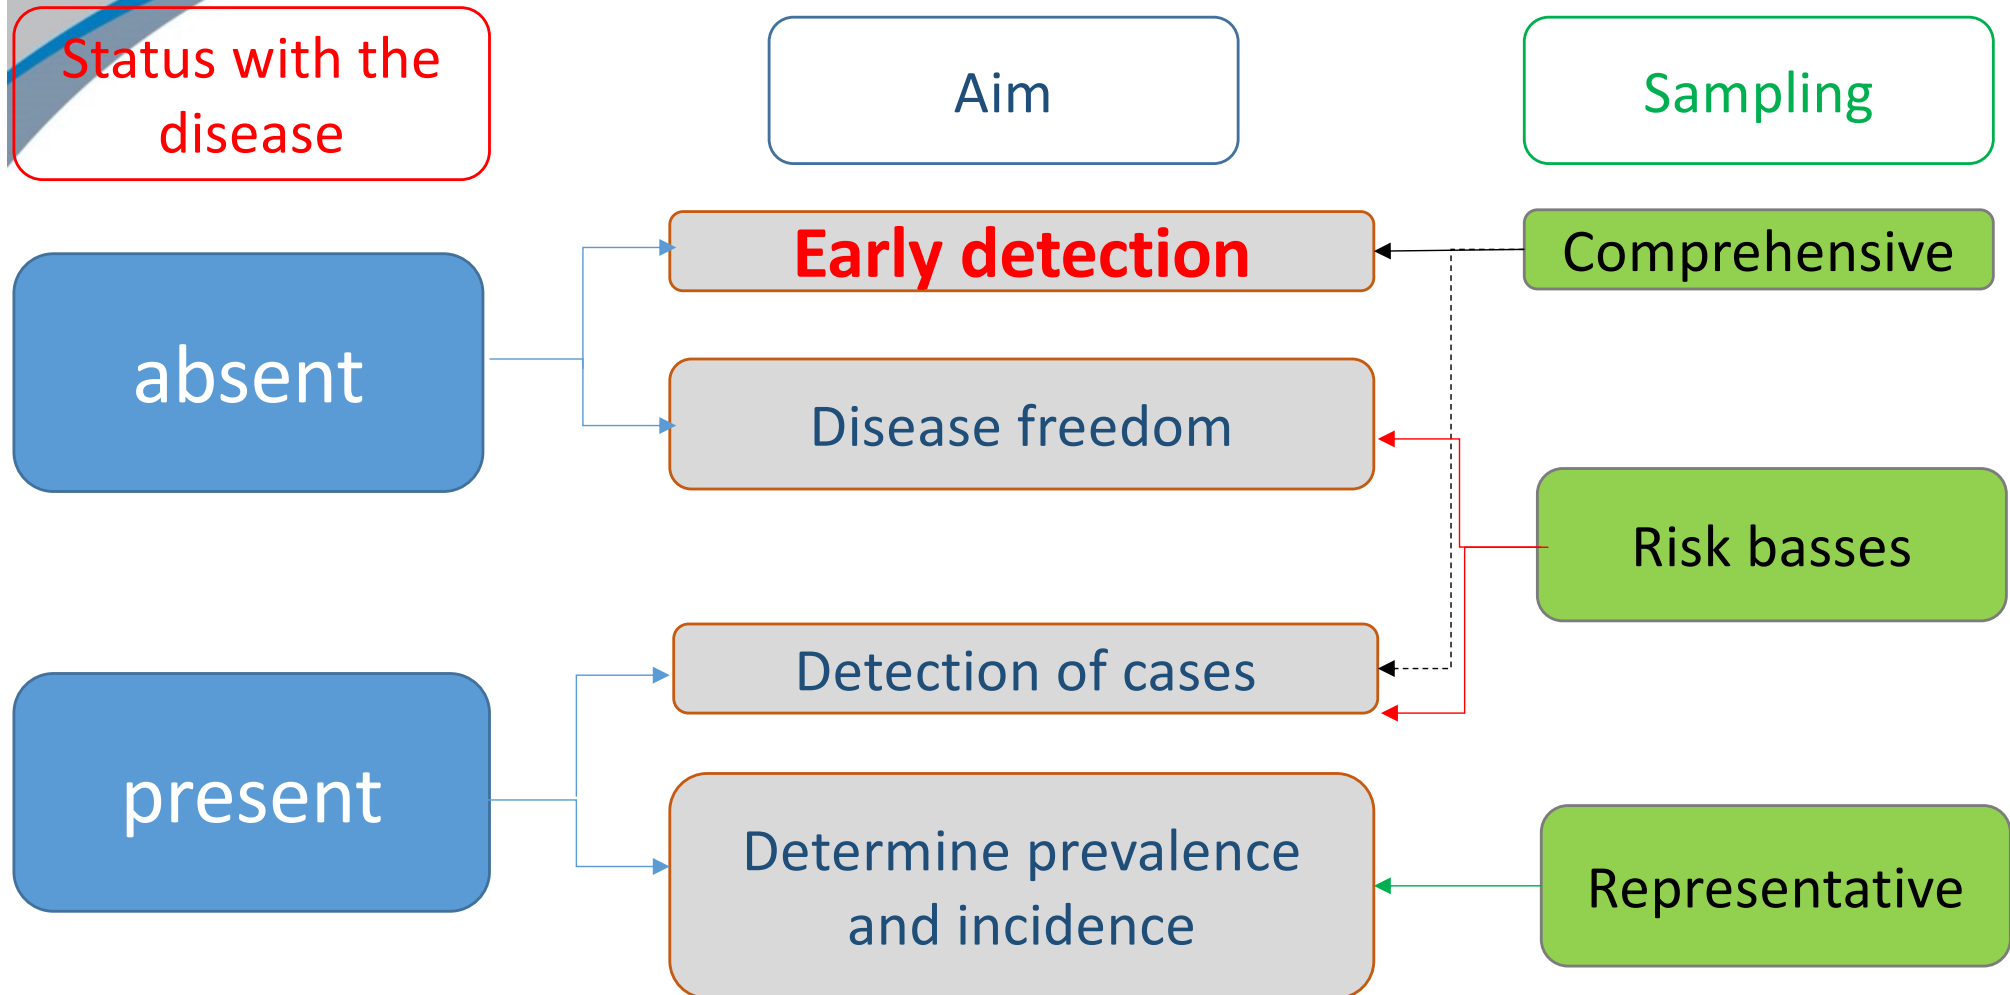 Status with the
disease
Aim
Sampling
absent
Early detection
Comprehensive
Disease freedom
Risk basses
present
Detection of cases
Determine prevalence
and incidence
Representative